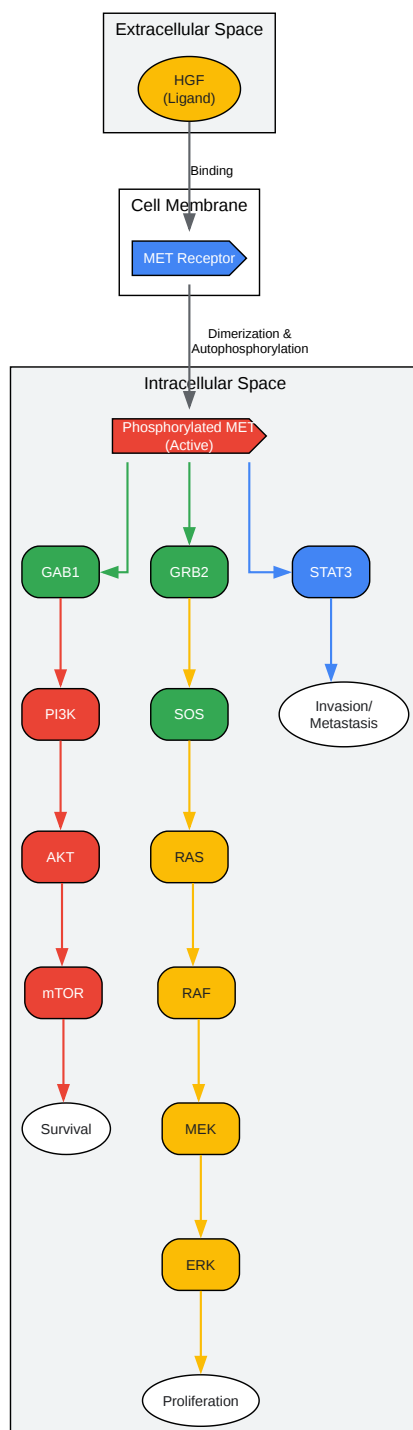 Extracellular Space
HGF
(Ligand)
Binding
Cell Membrane
MET Receptor
Dimerization &
Autophosphorylation
Intracellular Space
Phosphorylated MET
(Active)
GAB1
GRB2
STAT3
PI3K
SOS
Invasion/
Metastasis
AKT
RAS
mTOR
RAF
Survival
MEK
ERK
Proliferation